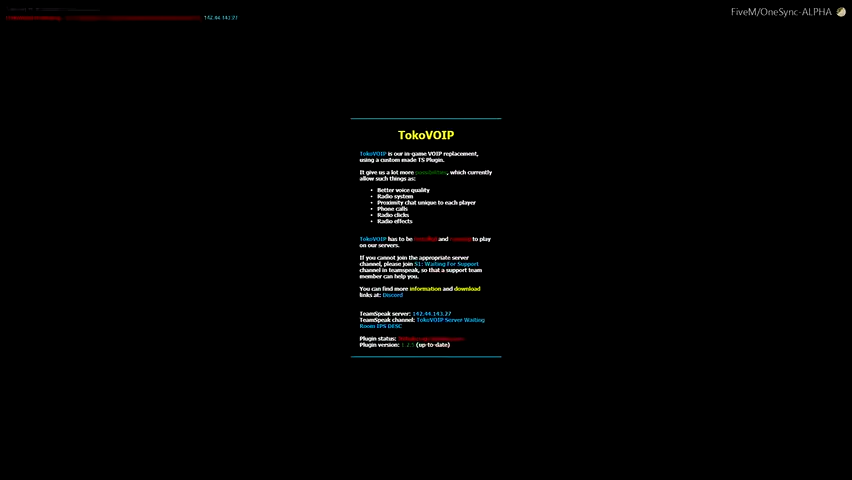 142.44.143.27
FiveM/OneSync-ALPHA
TokoVOIP
TokoVOIP is our in-game VOIP replacement,
using a custom made TS Plugin.
It give us a lot more possibilities, which currently
allow such things as:
• Better voice quality
• Radio system
• Proximity chat unique to each player
• Phone calls
• Radio clicks
• Radio effects
TokoVOIP has to be and to play
on our servers.
If you cannot join the appropriate server
channel, please join S1: Waiting For Support
channel in teamspeak, so that a support team
member can help you.
You can find more information and download
links at: Discord
TeamSpeak server: 142.44.143.27
TeamSpeak channel: TokoVOIP Server Waiting
Room IPS DESC
Plugin status:
Plugin version: (up-to-date)